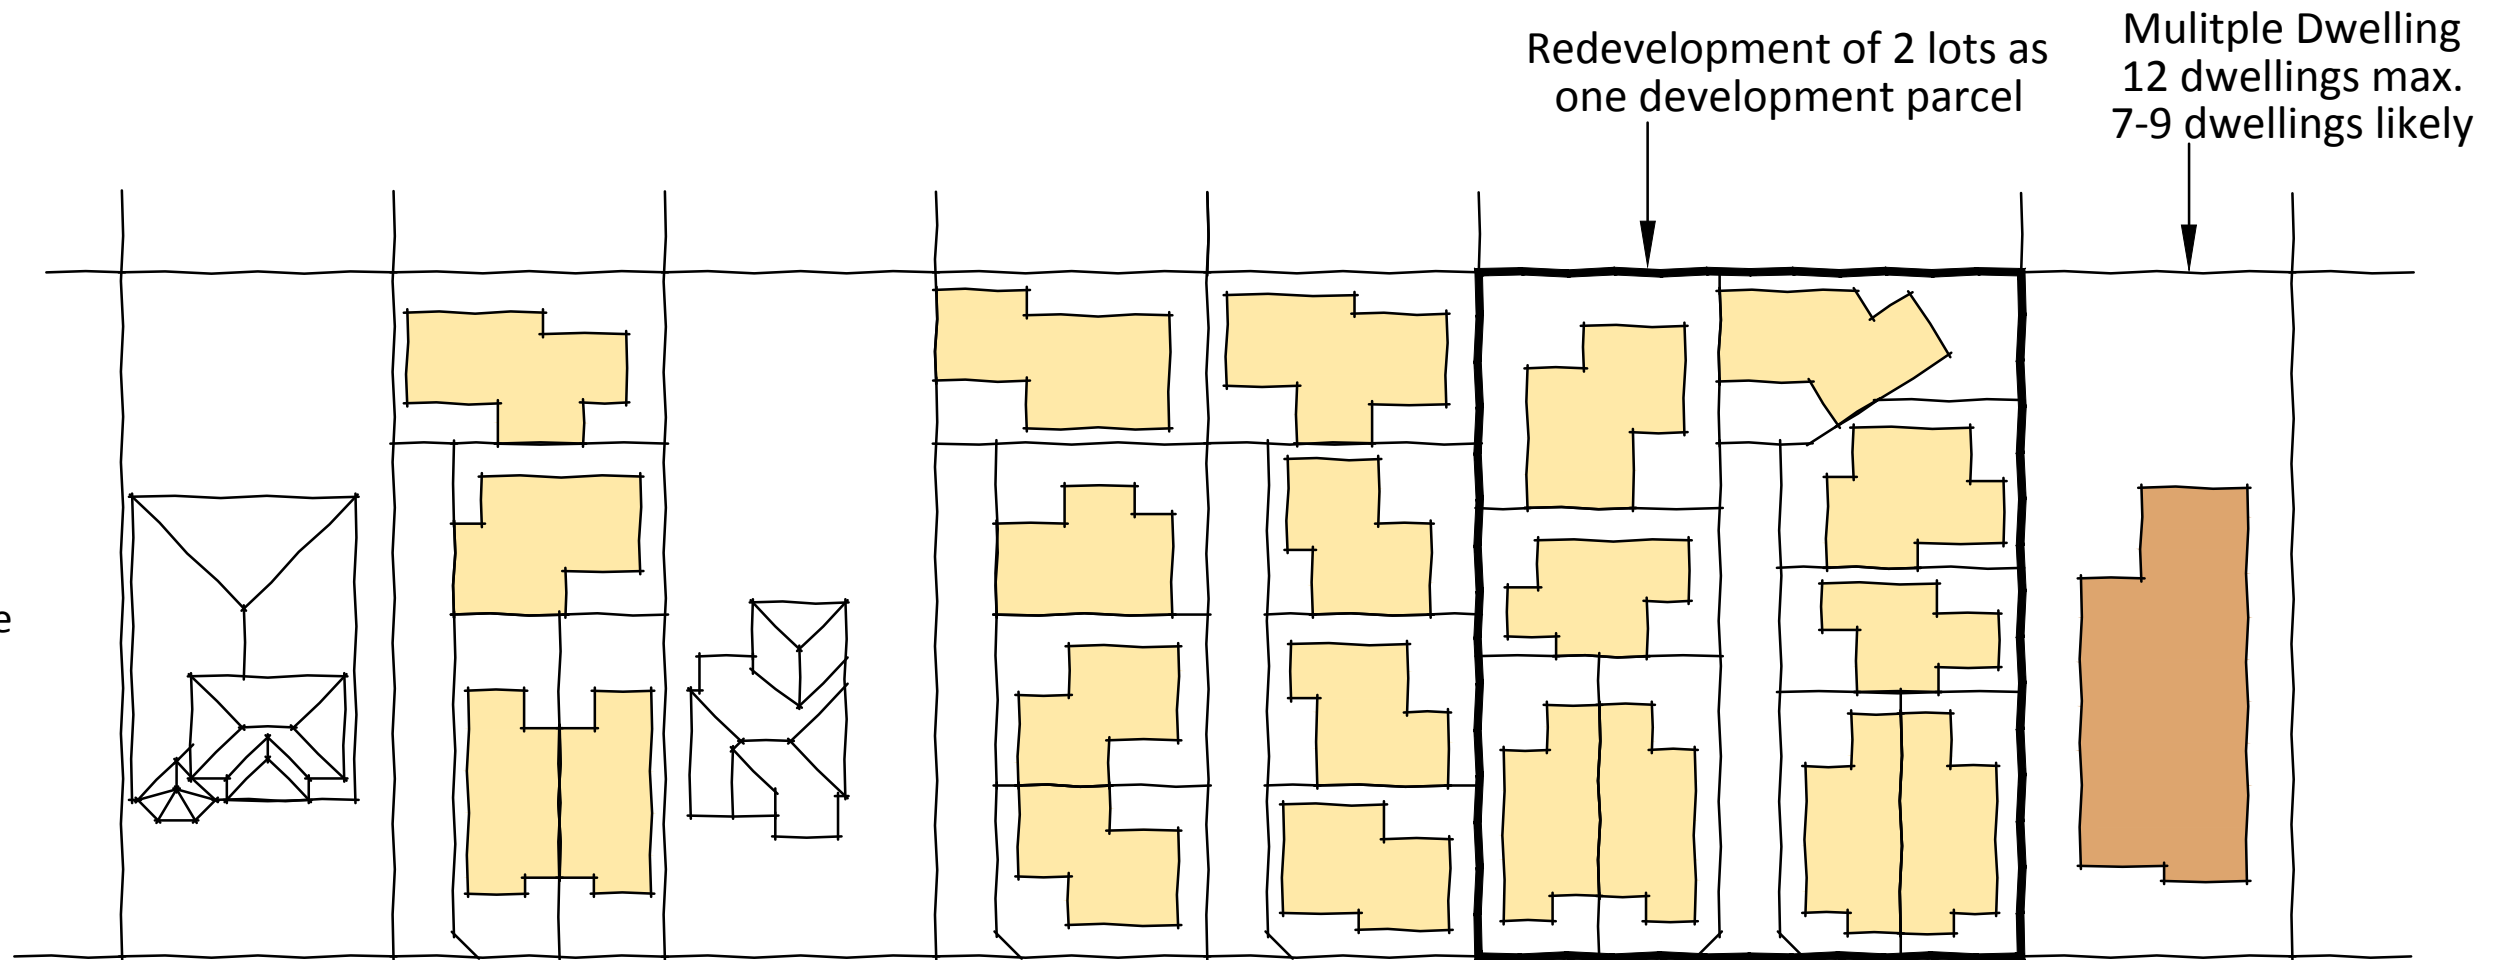 Redevelopment of 2 lots as
one development parcel
Mulitple Dwelling
12 dwellings max.
7-9 dwellings likely
e